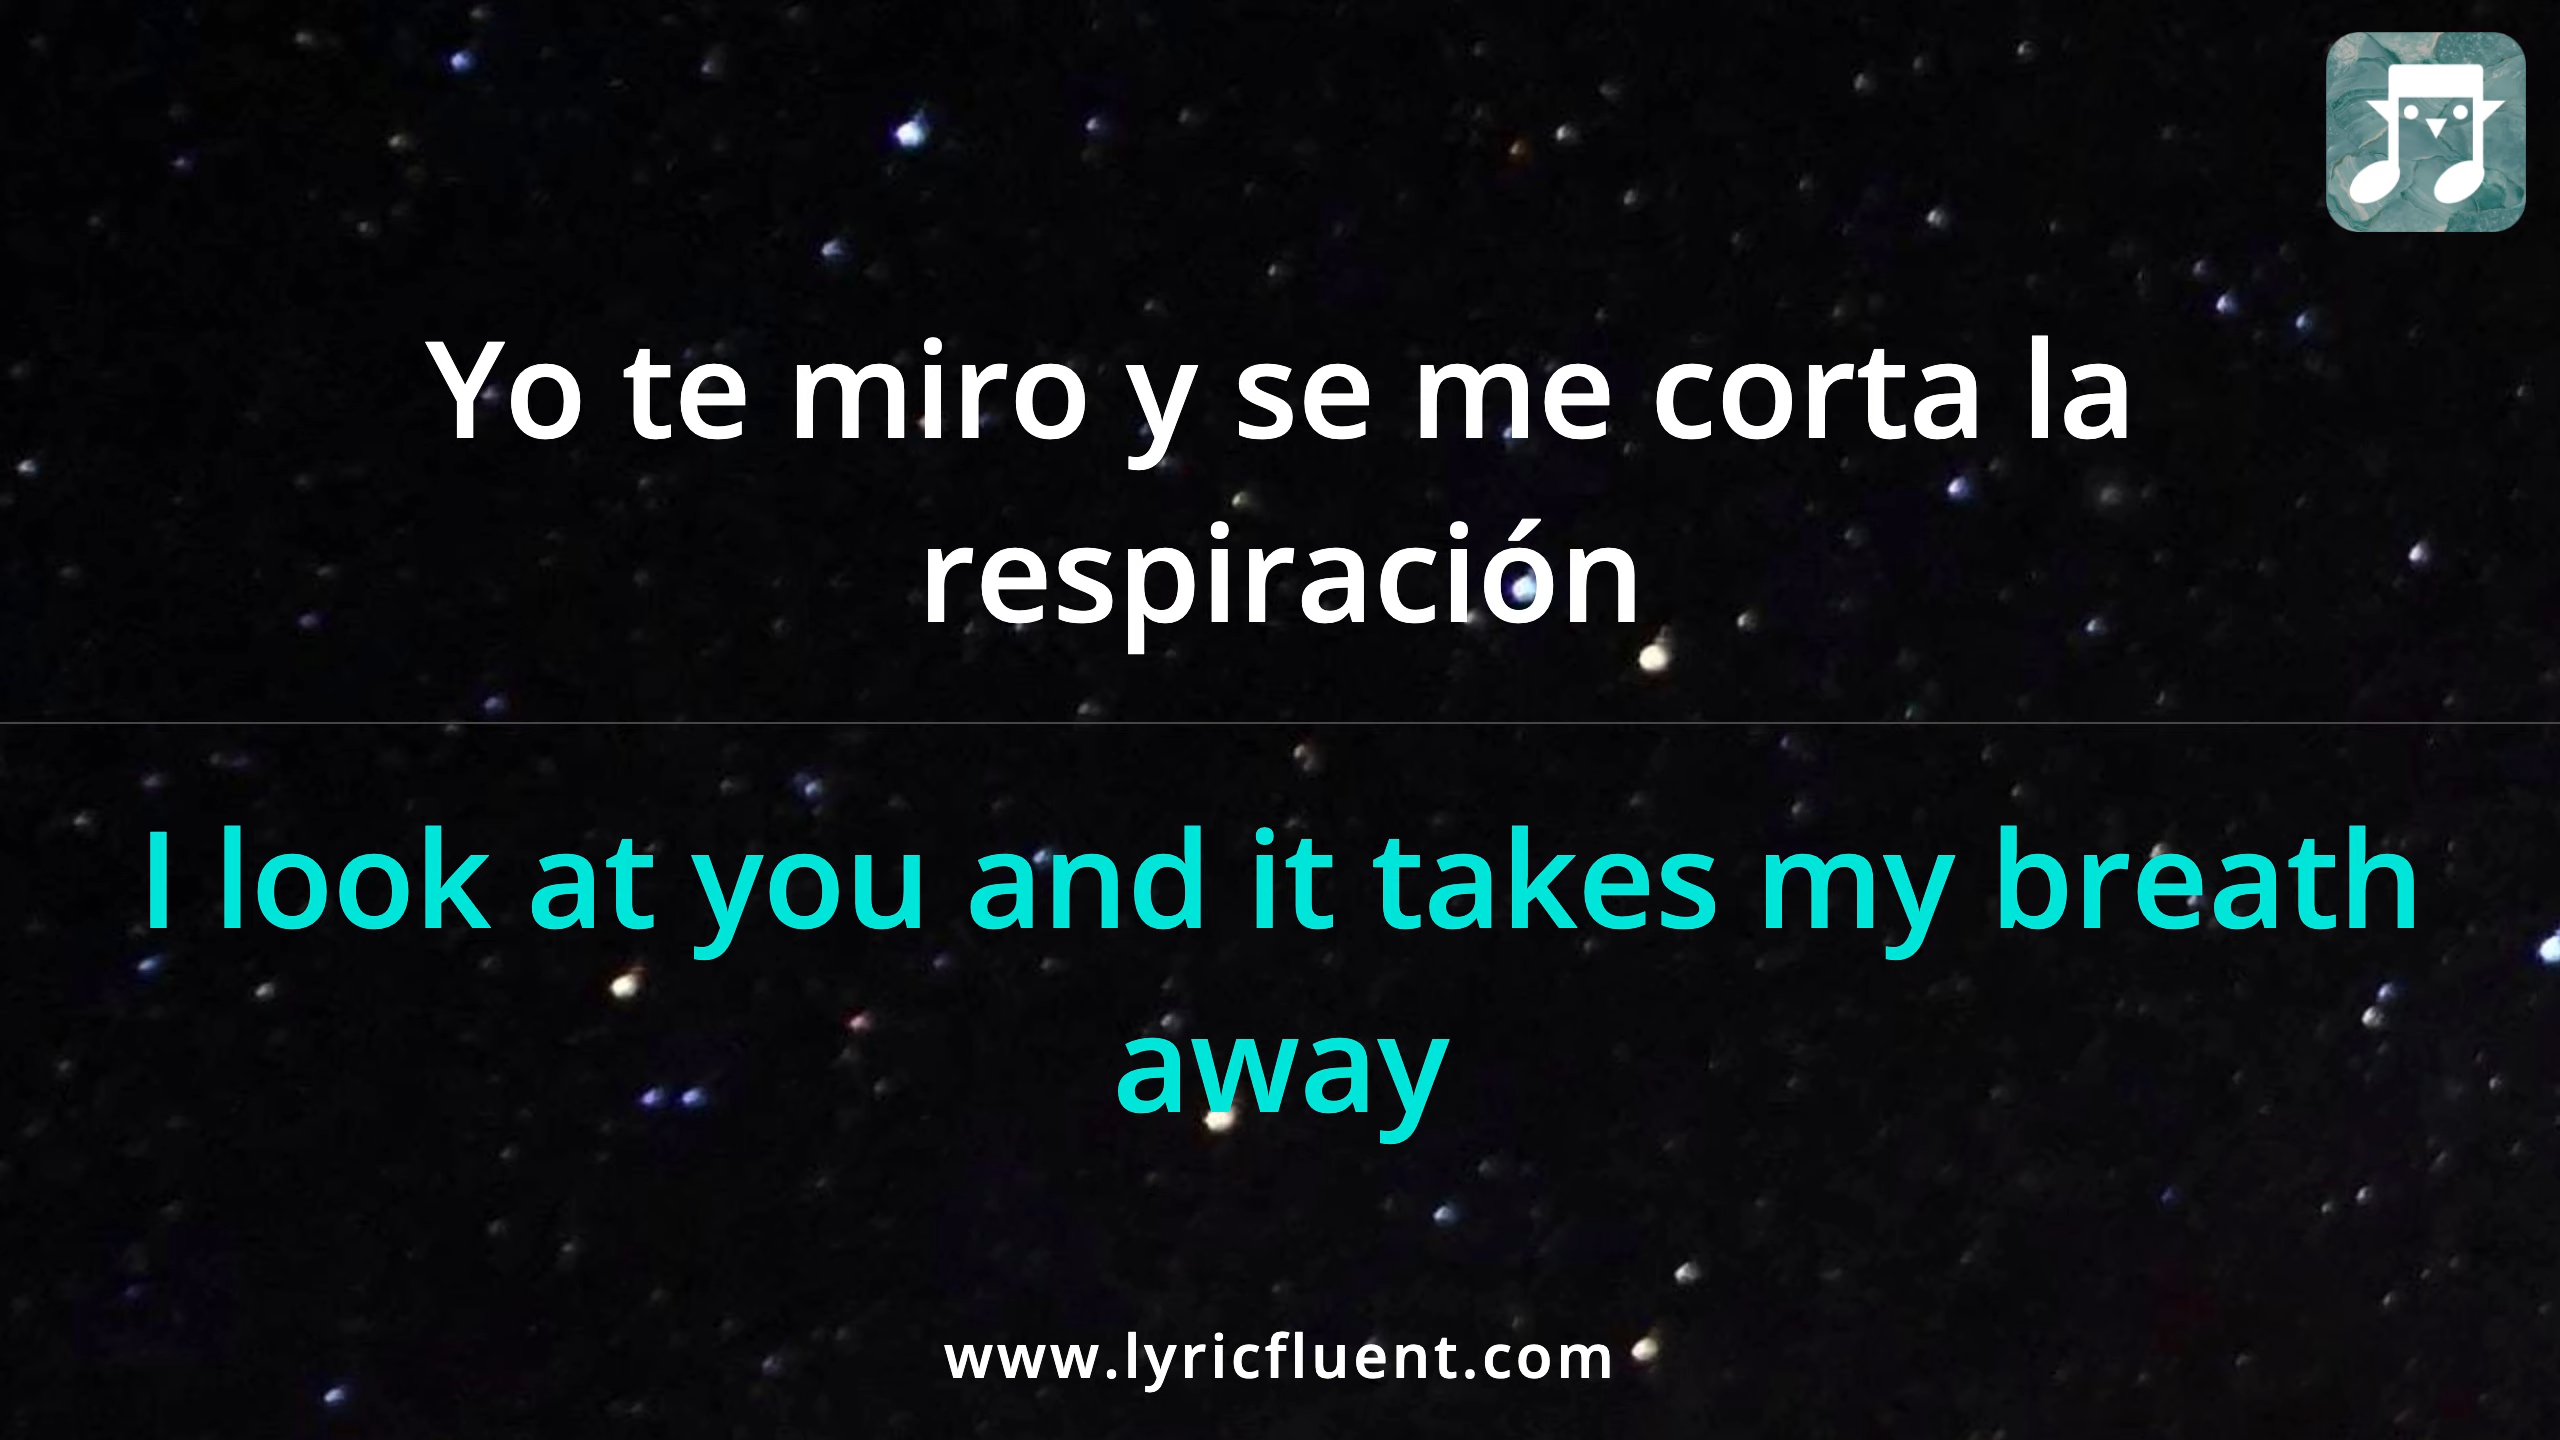 Yo te miro y se me corta la
respiración
I look at you and it takes my breath
away
www.lyricfluent.com